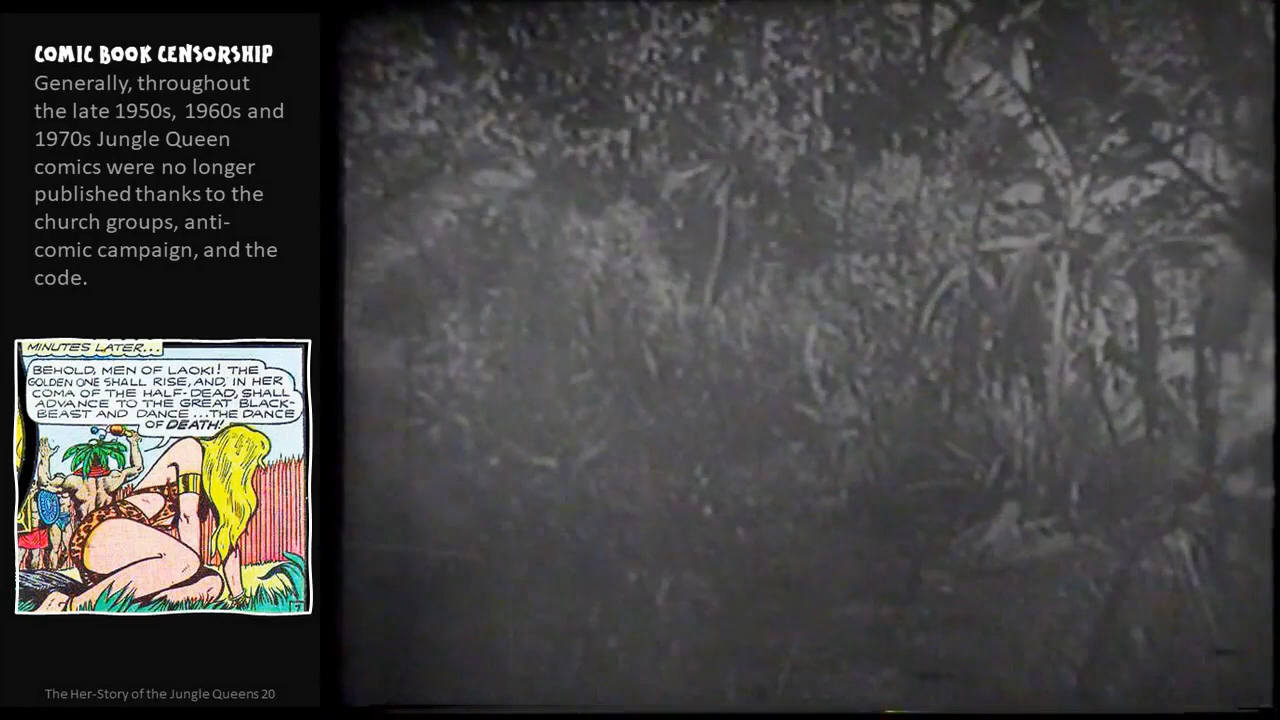 COMIC BOOK CENSORSHIP
Generally, throughout
the late 1950s, 1960s and
1970s Jungle Queen
comics were no longer
published thanks to the
church groups, anti-
comic campaign, and the
code.
MINUTES LATER...
BEHOLD, MEN OF LAOKI! THE
GOLDEN ONE SHALL RISE, AND, IN HER
COMA OF THE HALF-DEAD, SHALL
ADVANCE TO THE GREAT BLACK-
BEAST AND DANCE...THE DANCE
OF DEATH!
7
The Her-Story of the Jungle Queens 20